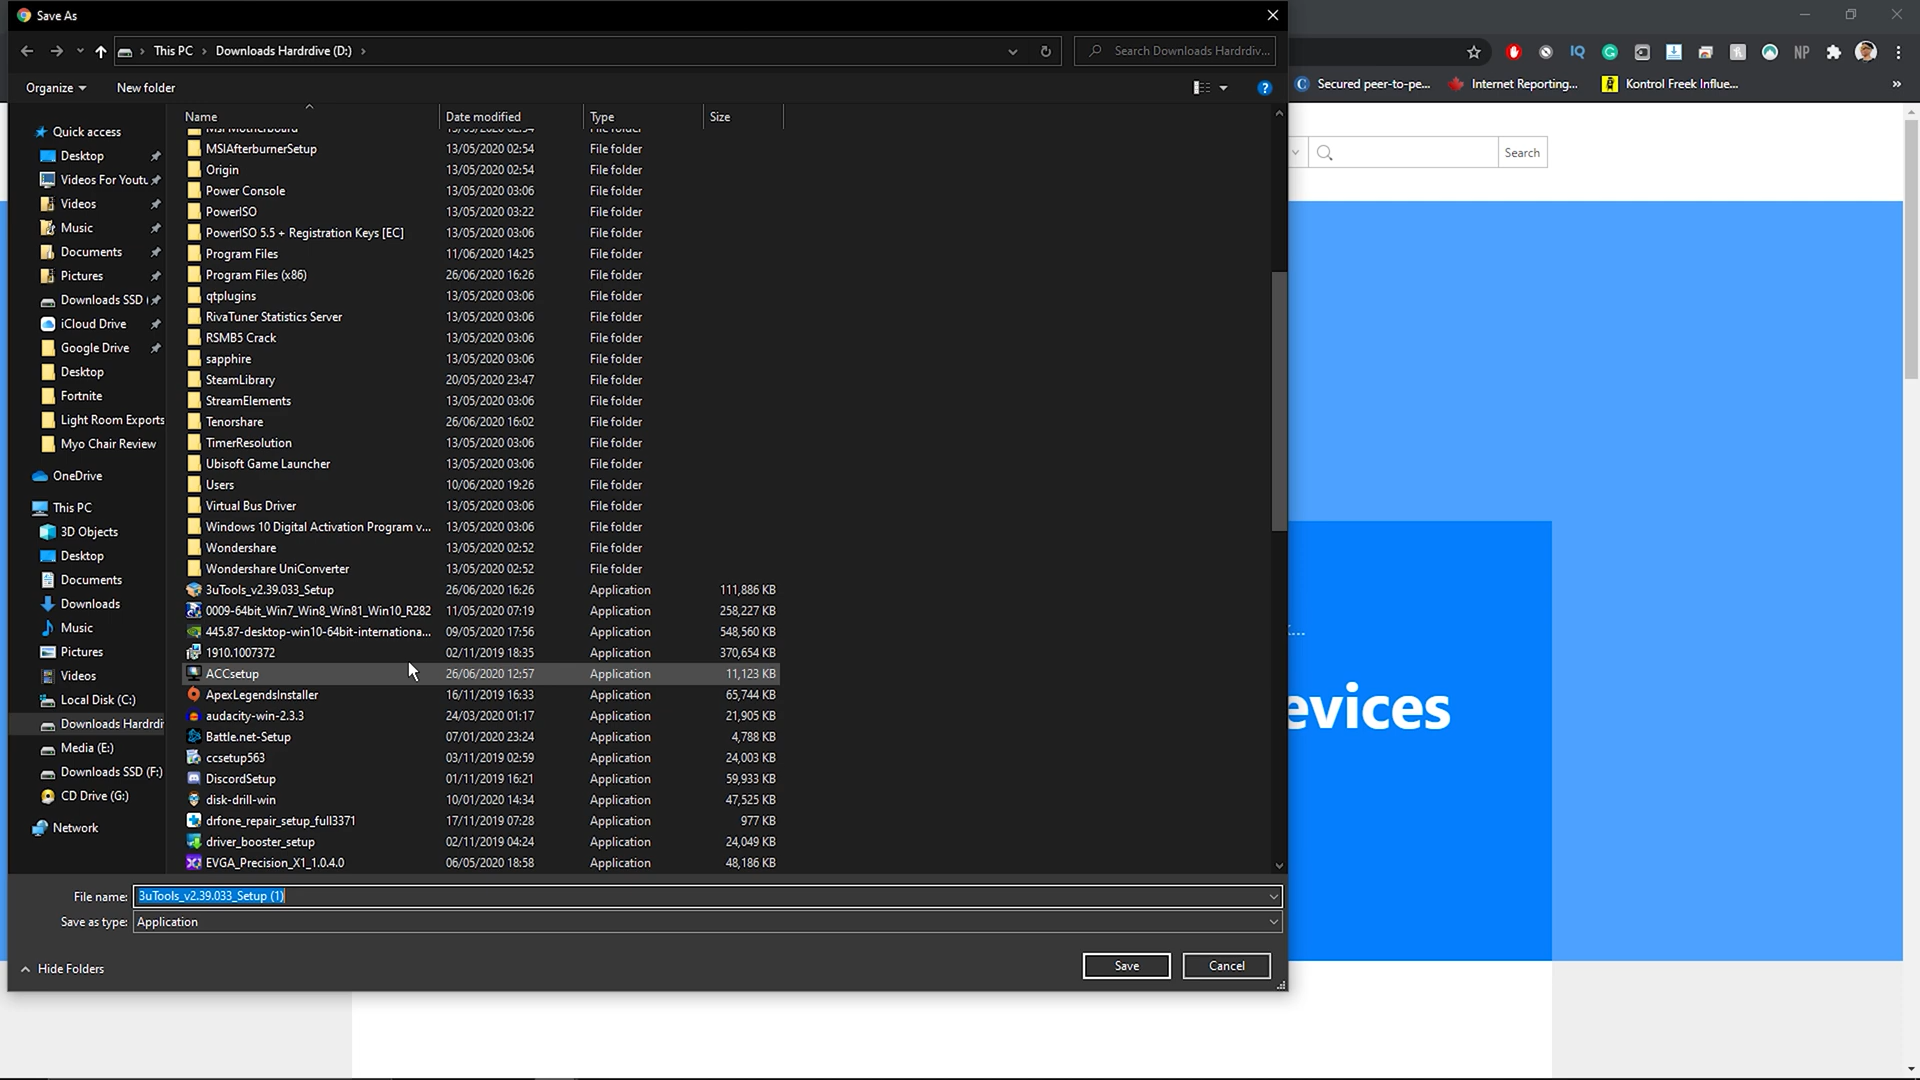 Save As
This PC
Downloads Hardrdive (D:)
Search Downloads Hardrdiv...
Organize
New folder
Secured peer-to-pe...
Internet Reporting...
Kontrol Freek Influe...
IQ
NP
Name
Date modified
Type
Size
Search
Quick access
Desktop
Videos For Youtu
Videos
Music
Documents
Pictures
Downloads SSD (
iCloud Drive
Google Drive
Desktop
Fortnite
Light Room Exports
Myo Chair Review
OneDrive
This PC
3D Objects
Desktop
Documents
Downloads
Music
Pictures
Videos
Local Disk (C:)
Downloads Hardrdi
Media (E:)
Downloads SSD (F:)
CD Drive (G:)
Network
MSIAfterburnerSetup 13/05/2020 02:54 File folder
Origin 13/05/2020 02:54 File folder
Power Console 13/05/2020 03:06 File folder
PowerISO 13/05/2020 03:22 File folder
PowerISO 5.5 + Registration Keys [EC] 13/05/2020 03:06 File folder
Program Files 11/06/2020 14:25 File folder
Program Files (x86) 26/06/2020 16:26 File folder
qtplugins 13/05/2020 03:06 File folder
RivaTuner Statistics Server 13/05/2020 03:06 File folder
RSMB5 Crack 13/05/2020 03:06 File folder
sapphire 13/05/2020 03:06 File folder
SteamLibrary 20/05/2020 23:47 File folder
StreamElements 13/05/2020 03:06 File folder
Tenorshare 26/06/2020 16:02 File folder
TimerResolution 13/05/2020 03:06 File folder
Ubisoft Game Launcher 13/05/2020 03:06 File folder
Users 10/06/2020 19:26 File folder
Virtual Bus Driver 13/05/2020 03:06 File folder
Windows 10 Digital Activation Program v... 13/05/2020 03:06 File folder
Wondershare 13/05/2020 02:52 File folder
Wondershare UniConverter 13/05/2020 02:52 File folder
3uTools_v2.39.033_Setup 26/06/2020 16:26 Application 111,886 KB
0009-64bit_Win7_Win8_Win81_Win10_R282 11/05/2020 07:19 Application 258,227 KB
445.87-desktop-win10-64bit-internationa... 09/05/2020 17:56 Application 548,560 KB
1910.1007372 02/11/2019 18:35 Application 370,654 KB
ACCsetup 26/06/2020 12:57 Application 11,123 KB
ApexLegendsInstaller 16/11/2019 16:33 Application 65,744 KB
audacity-win-2.3.3 24/03/2020 01:17 Application 21,905 KB
Battle.net-Setup 07/01/2020 23:24 Application 4,788 KB
ccsetup563 03/11/2019 02:59 Application 24,003 KB
DiscordSetup 01/11/2019 16:21 Application 59,933 KB
disk-drill-win 10/01/2020 14:34 Application 47,525 KB
drfone_repair_setup_full3371 17/11/2019 07:28 Application 977 KB
driver_booster_setup 02/11/2019 04:24 Application 24,049 KB
EVGA_Precision_X1_1.0.4.0 06/05/2020 18:58 Application 48,186 KB
evices
File name: 3uTools_v2.39.033_Setup (1)
Save as type: Application
Hide Folders
Save
Cancel